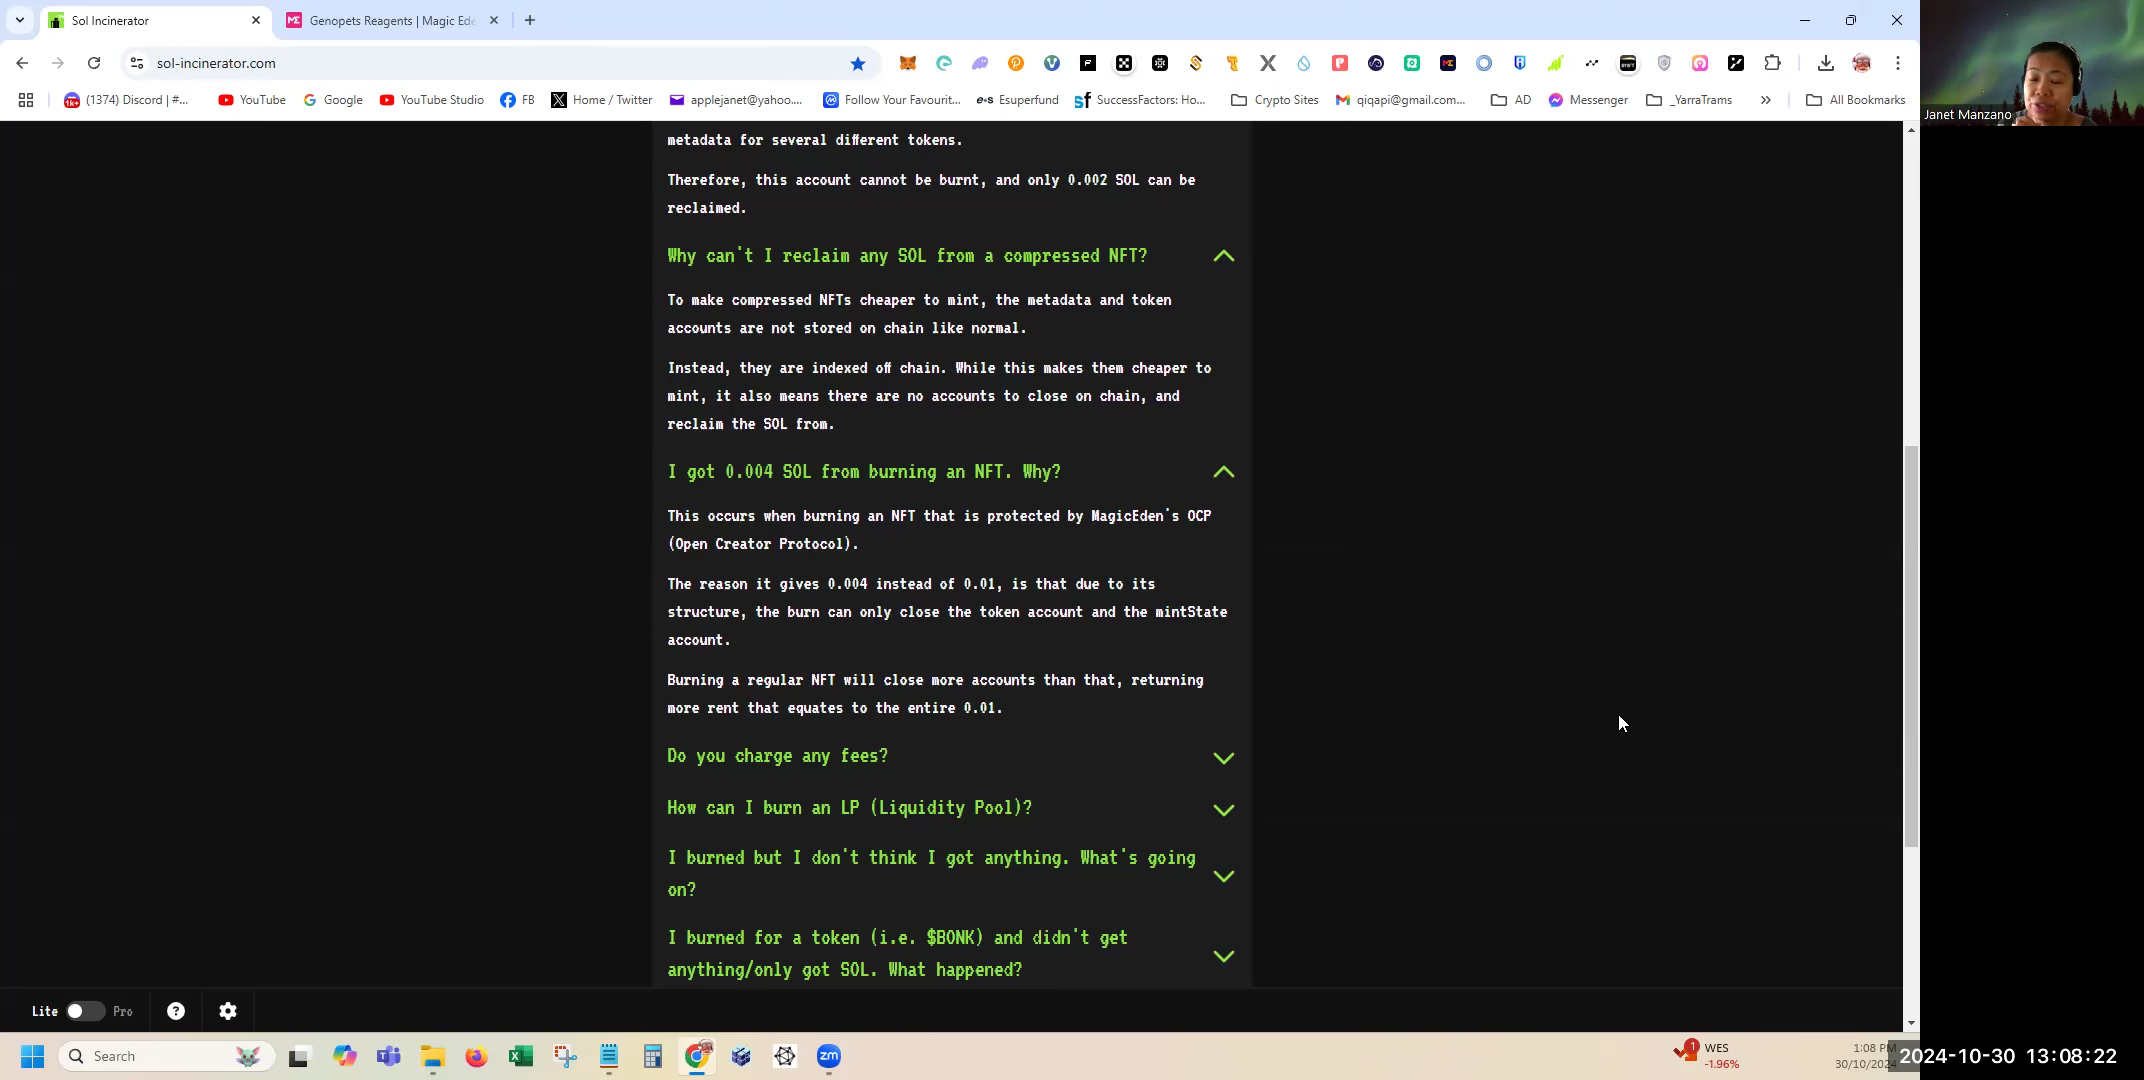 Sol Incinerator
Genopets Reagents | Magic Ede
sol-incinerator.com
(1374) Discord | #...
YouTube
Google
YouTube Studio
FB
Home / Twitter
applejanet@yahoo....
Follow Your Favourit...
Esuperfund
SuccessFactors: Ho...
Crypto Sites
qiqapi@gmail.com...
AD
Messenger
_YarraTrams
All Bookmarks
Janet Manzano
metadata for several different tokens.
Therefore, this account cannot be burnt, and only 0.002 SOL can be
reclaimed.
Why can't I reclaim any SOL from a compressed NFT?
To make compressed NFTs cheaper to mint, the metadata and token
accounts are not stored on chain like normal.
Instead, they are indexed off chain. While this makes them cheaper to
mint, it also means there are no accounts to close on chain, and
reclaim the SOL from.
I got 0.004 SOL from burning an NFT. Why?
This occurs when burning an NFT that is protected by MagicEden's OCP
(Open Creator Protocol).
The reason it gives 0.004 instead of 0.01, is that due to its
structure, the burn can only close the token account and the mintState
account.
Burning a regular NFT will close more accounts than that, returning
more rent that equates to the entire 0.01.
Do you charge any fees?
How can I burn an LP (Liquidity Pool)?
I burned but I don't think I got anything. What's going
on?
I burned for a token (i.e. $BONK) and didn't get
anything/only got SOL. What happened?
Lite
Pro
Search
zm
1
WES
-1.96%
1:08 PM
30/10/2024
2024-10-30 13:08:22